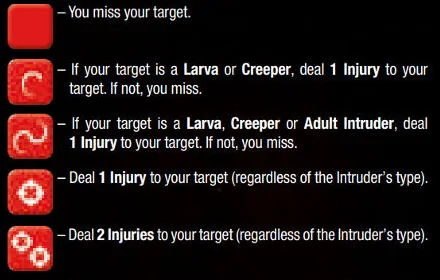 – You miss your target.
– If your target is a Larva or Creeper, deal 1 Injury to your
target. If not, you miss.
– If your target is a Larva, Creeper or Adult Intruder, deal
1 Injury to your target. If not, you miss.
– Deal 1 Injury to your target (regardless of the Intruder's type).
– Deal 2 Injuries to your target (regardless of the Intruder's type).